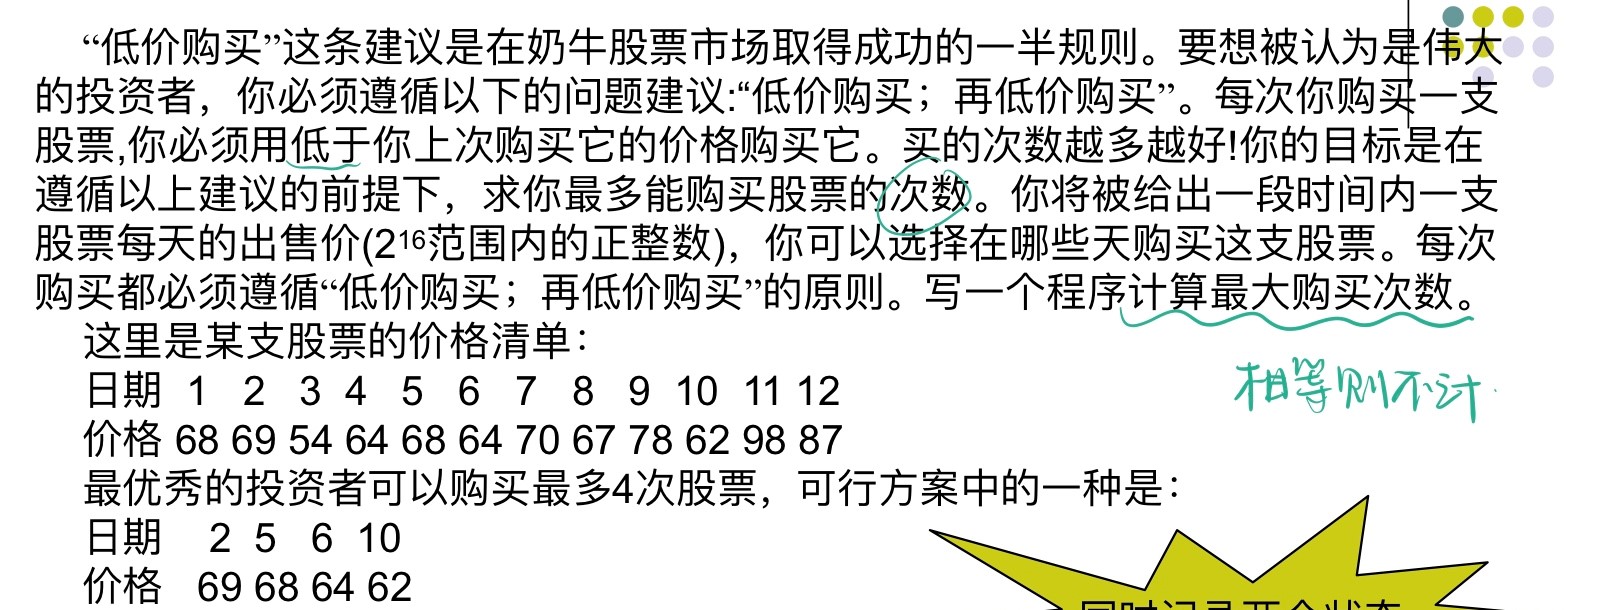 “低价购买”这条建议是在奶牛股票市场取得成功的一半规则。要想被认为是伟大
的投资者，你必须遵循以下的问题建议:“低价购买；再低价购买”。每次你购买一支
股票,你必须用低于你上次购买它的价格购买它。买的次数越多越好!你的目标是在
遵循以上建议的前提下，求你最多能购买股票的次数。你将被给出一段时间内一支
股票每天的出售价(2¹⁶范围内的正整数)，你可以选择在哪些天购买这支股票。每次
购买都必须遵循“低价购买；再低价购买”的原则。写一个程序计算最大购买次数。
这里是某支股票的价格清单：
相等则不计
日期 1 2 3 4 5 6 7 8 9 10 11 12
价格 68 69 54 64 68 64 70 67 78 62 98 87
最优秀的投资者可以购买最多4次股票，可行方案中的一种是：
日期 2 5 6 10
价格 69 68 64 62